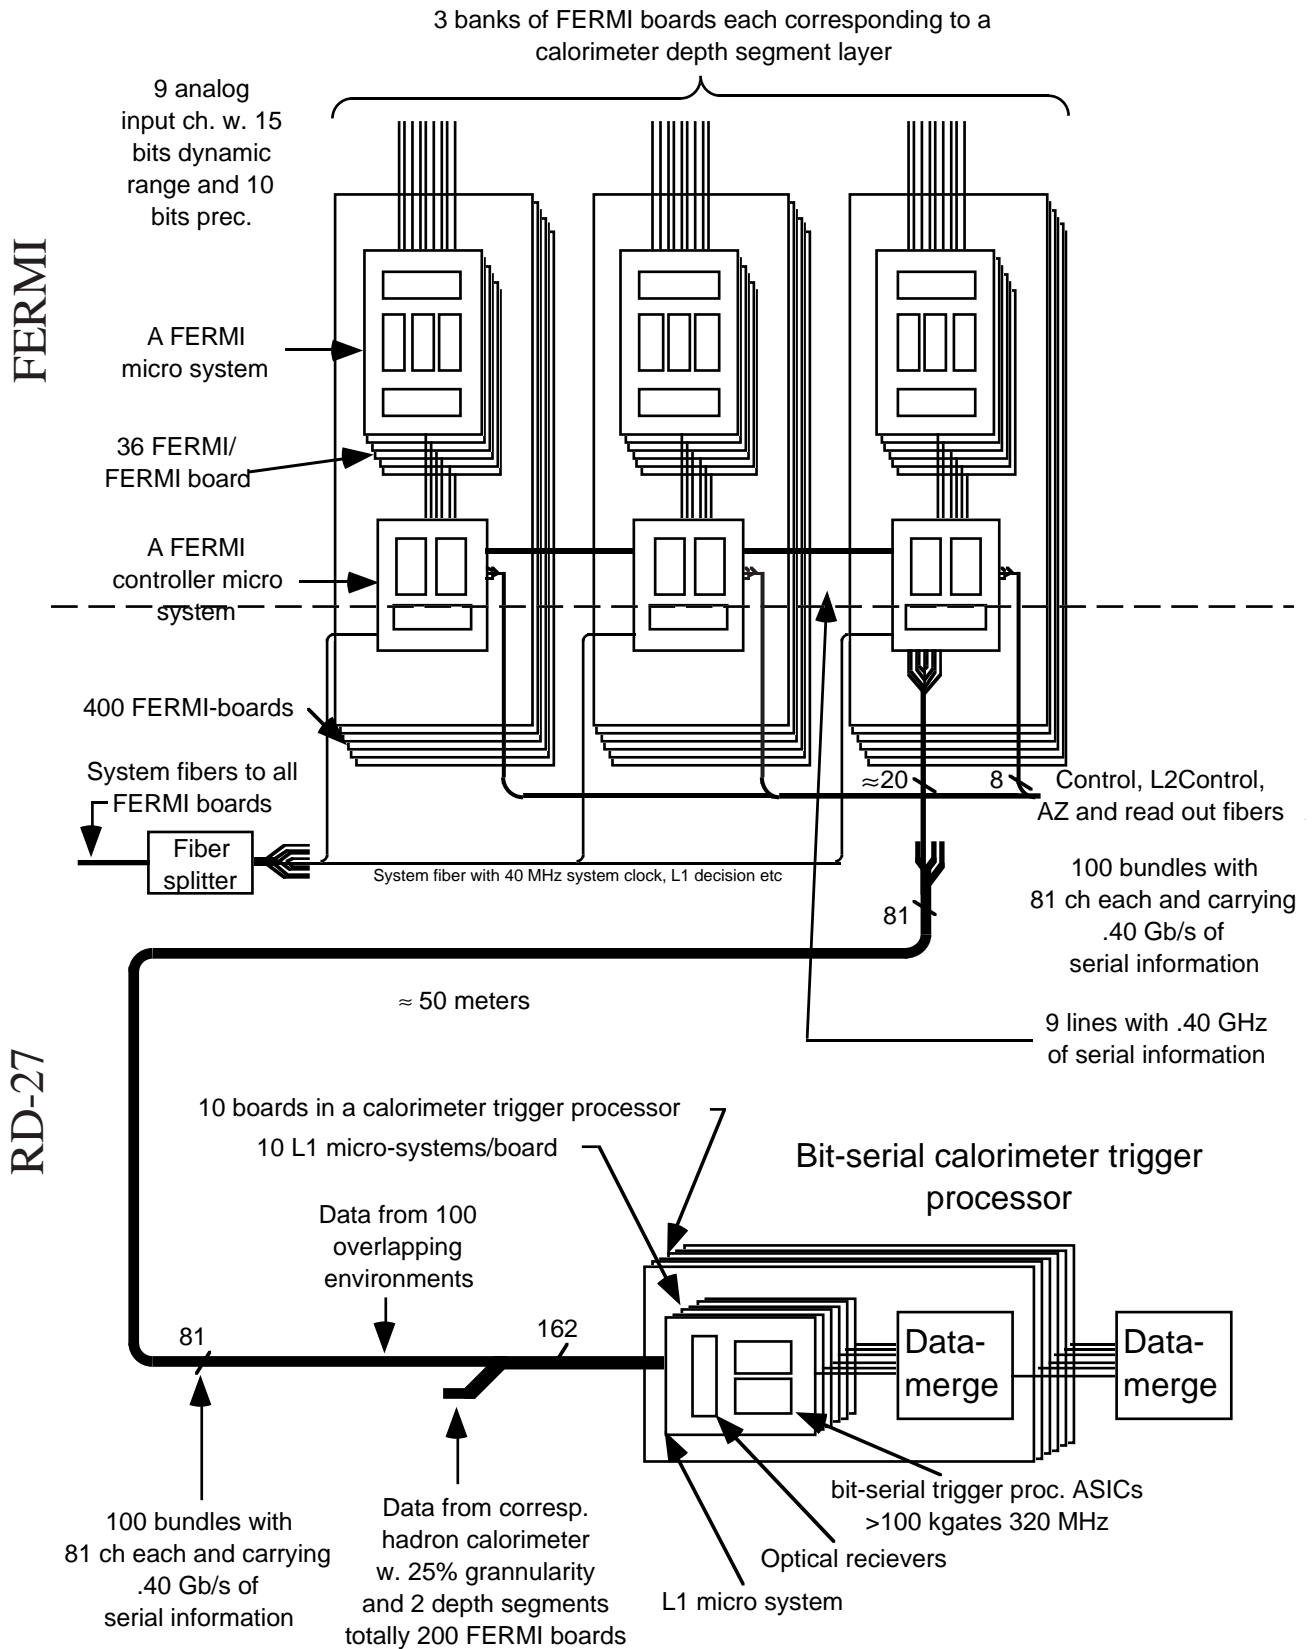 3 banks of FERMI boards each corresponding to a
calorimeter depth segment layer
9 analog
input ch. w. 15
bits dynamic
range and 10
bits prec.
FERMI
A FERMI
micro system
36 FERMI/
FERMI board
A FERMI
controller micro
system
400 FERMI-boards
System fibers to all
FERMI boards
Fiber
splitter
≈20
8
Control, L2Control,
AZ and read out fibers
System fiber with 40 MHz system clock, L1 decision etc
81
100 bundles with
81 ch each and carrying
.40 Gb/s of
serial information
≈ 50 meters
9 lines with .40 GHz
of serial information
RD-27
10 boards in a calorimeter trigger processor
10 L1 micro-systems/board
Bit-serial calorimeter trigger
processor
Data from 100
overlapping
environments
81
162
Data-
merge
Data-
merge
100 bundles with
81 ch each and carrying
.40 Gb/s of
serial information
Data from corresp.
hadron calorimeter
w. 25% grannularity
and 2 depth segments
totally 200 FERMI boards
bit-serial trigger proc. ASICs
>100 kgates 320 MHz
Optical recievers
L1 micro system